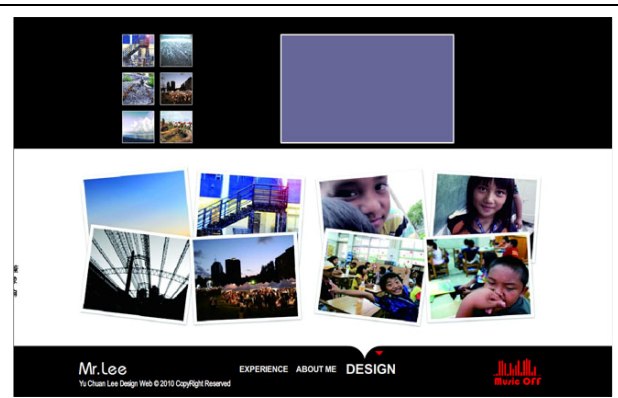 EXPERIENCE ABOUT ME DESIGN
Mr.Lee
Yu Chuan Lee Design Web © 2010 CopyRight Reserved
Music OFF